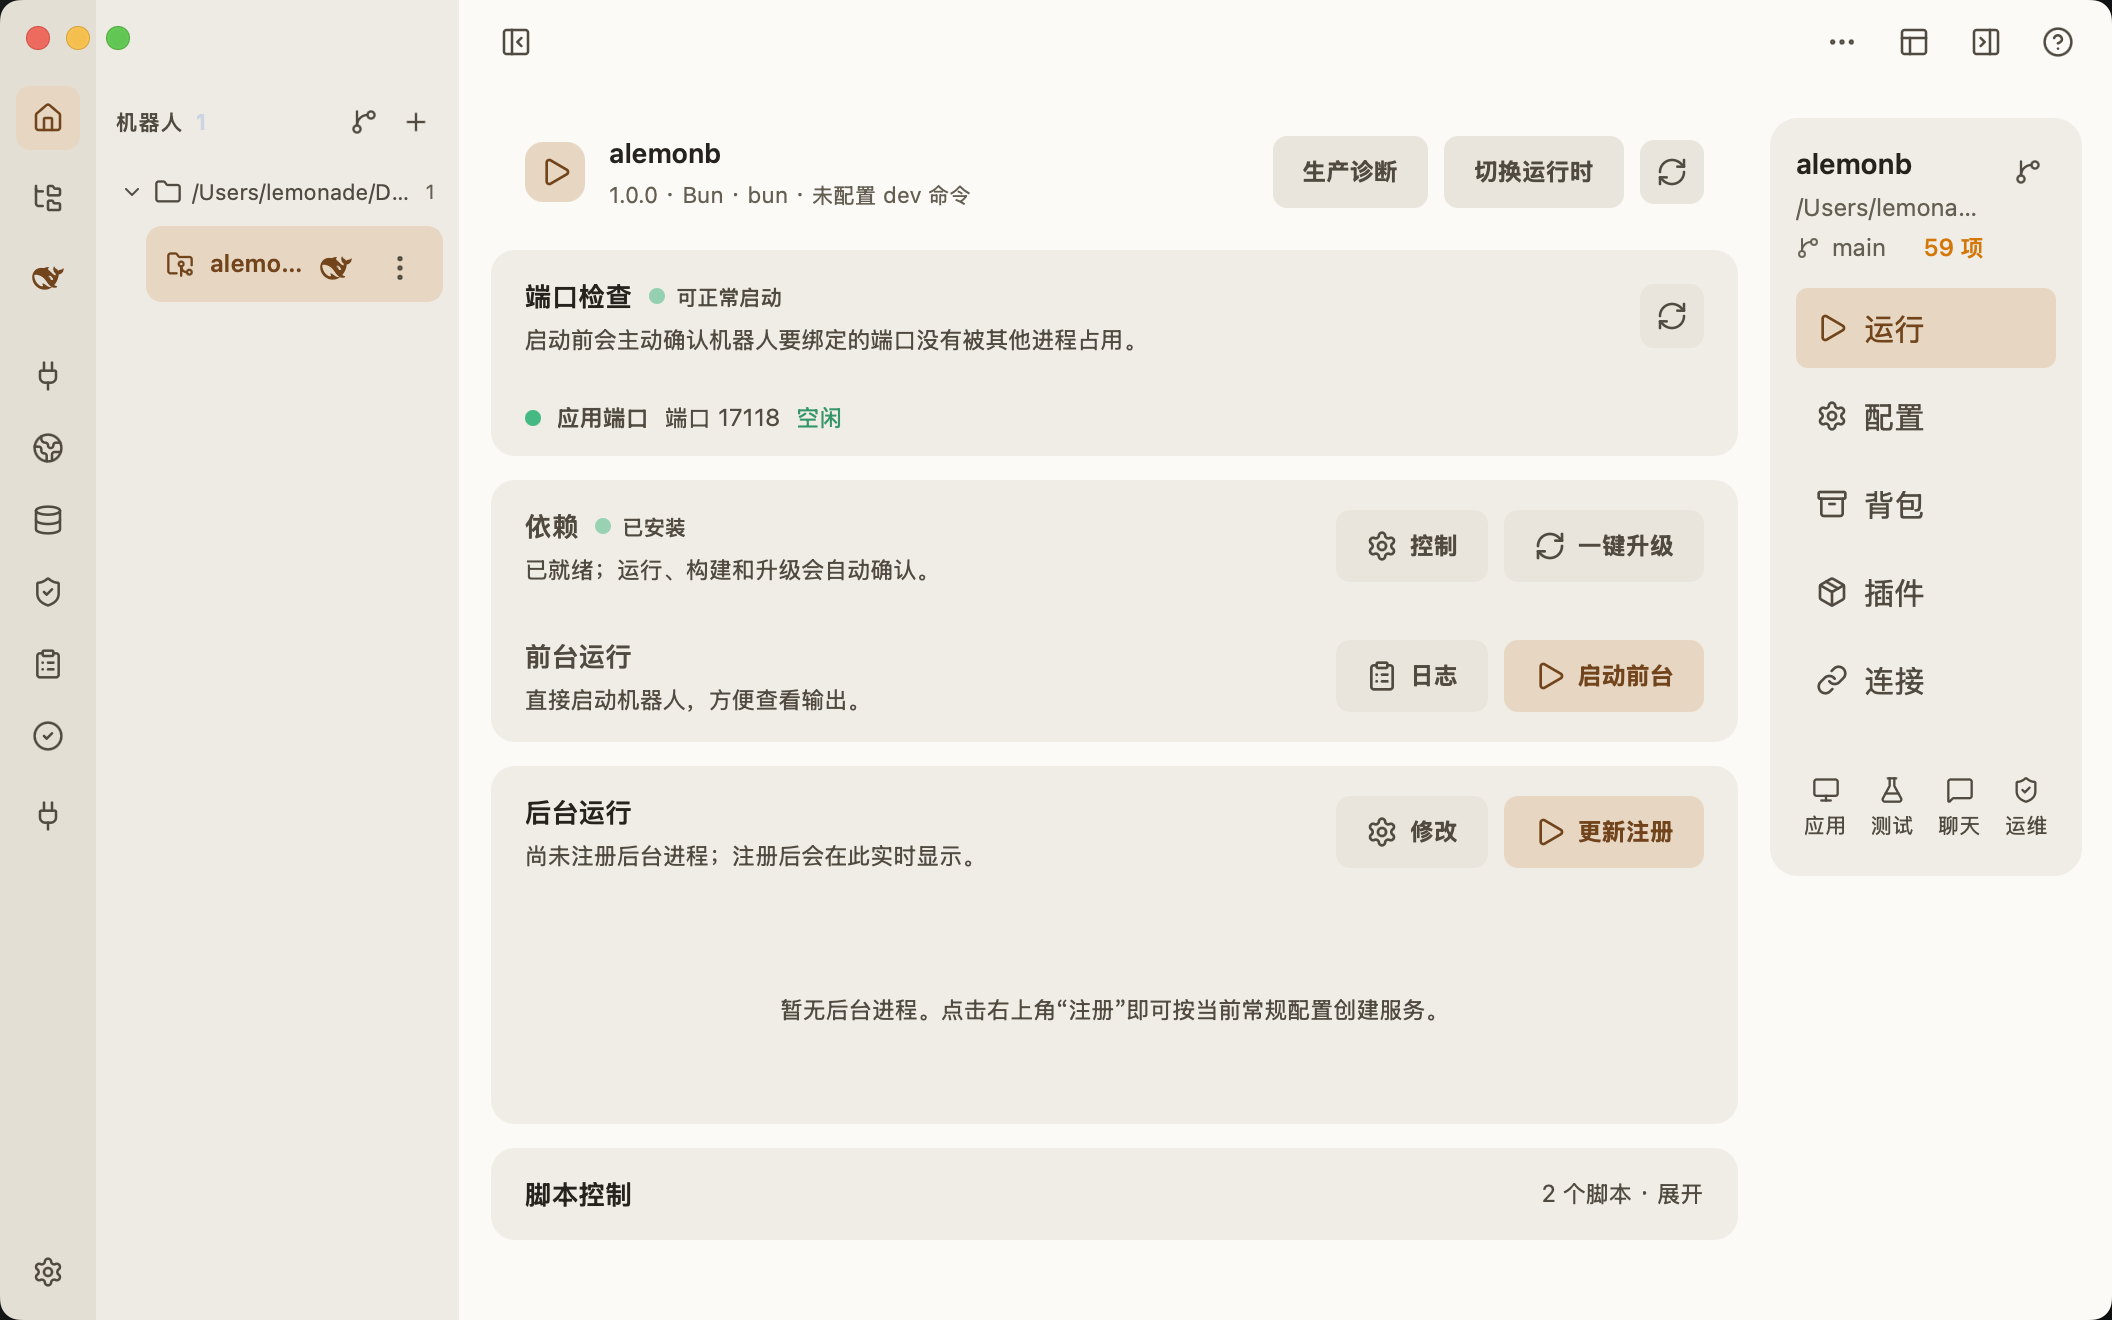 机器人 1
/Users/lemonade/D... 1
alemo...
alemonb
1.0.0 · Bun · bun · 未配置 dev 命令
生产诊断
切换运行时
端口检查 可正常启动
启动前会主动确认机器人要绑定的端口没有被其他进程占用。
应用端口 端口 17118 空闲
依赖 已安装
已就绪；运行、构建和升级会自动确认。
控制
一键升级
前台运行
直接启动机器人，方便查看输出。
日志
启动前台
后台运行
尚未注册后台进程；注册后会在此实时显示。
修改
更新注册
暂无后台进程。点击右上角“注册”即可按当前常规配置创建服务。
脚本控制
2 个脚本 · 展开
alemonb
/Users/lemona...
main 59 项
运行
配置
背包
插件
连接
应用 测试 聊天 运维